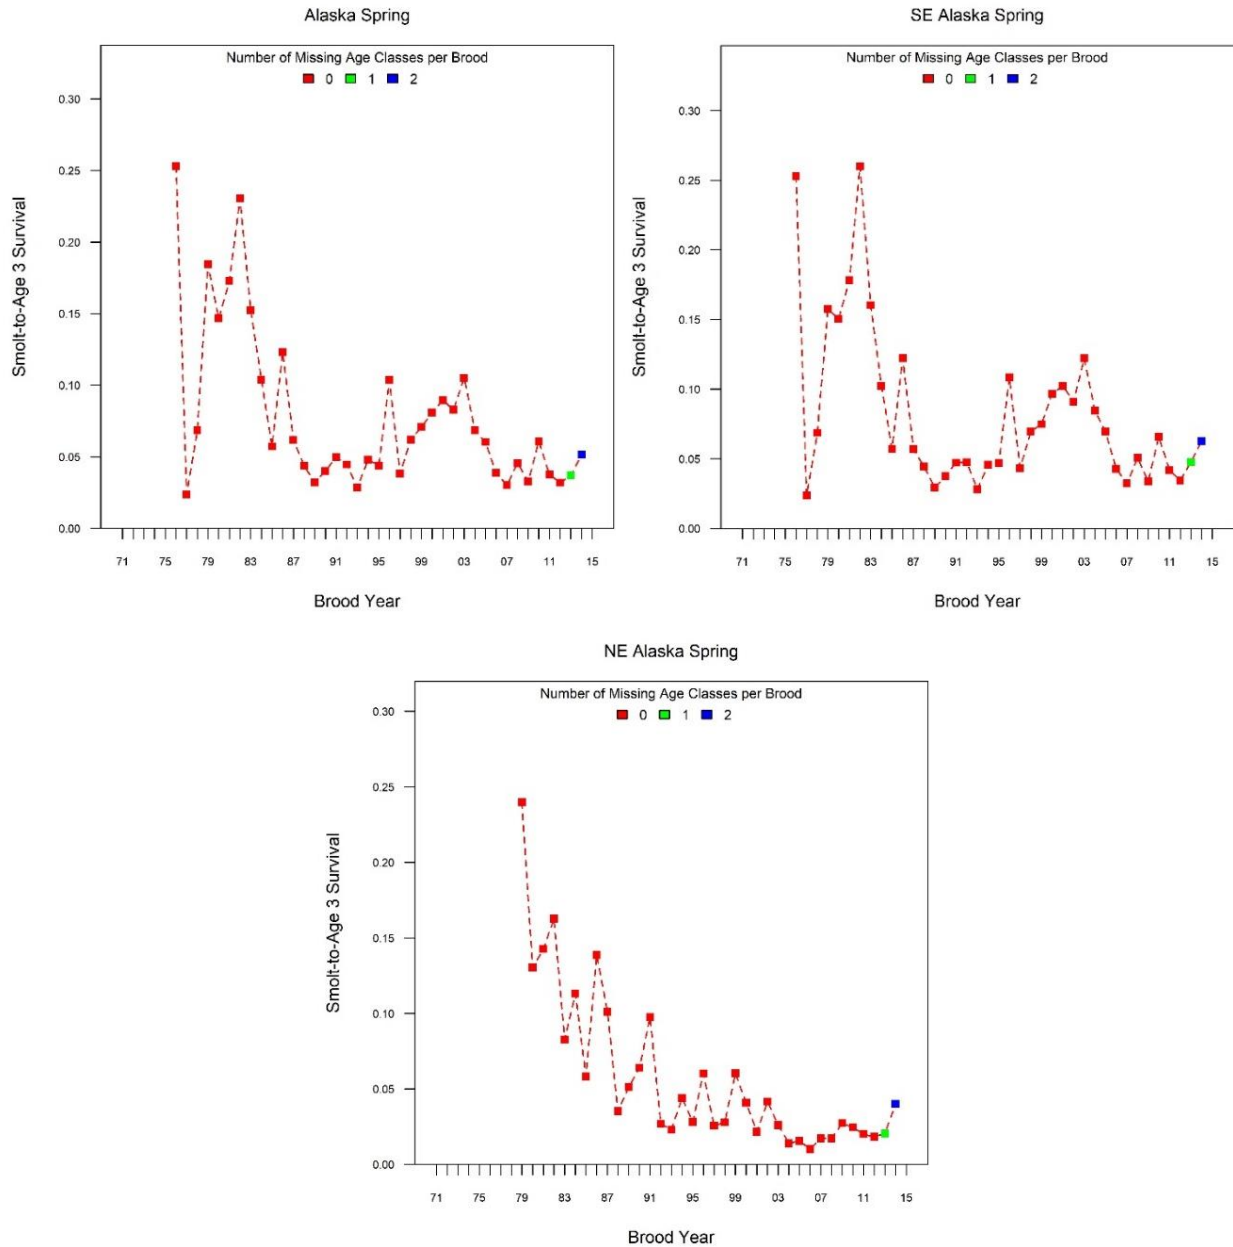 Alaska Spring
Number of Missing Age Classes per Brood
0 1 2
0.30
0.25
0.20
0.15
0.10
0.05
0.00
Smolt-to-Age 3 Survival
71 75 79 83 87 91 95 99 03 07 11 15
Brood Year
SE Alaska Spring
Number of Missing Age Classes per Brood
0 1 2
0.30
0.25
0.20
0.15
0.10
0.05
0.00
Smolt-to-Age 3 Survival
71 75 79 83 87 91 95 99 03 07 11 15
Brood Year
NE Alaska Spring
Number of Missing Age Classes per Brood
0 1 2
0.30
0.25
0.20
0.15
0.10
0.05
0.00
Smolt-to-Age 3 Survival
71 75 79 83 87 91 95 99 03 07 11 15
Brood Year